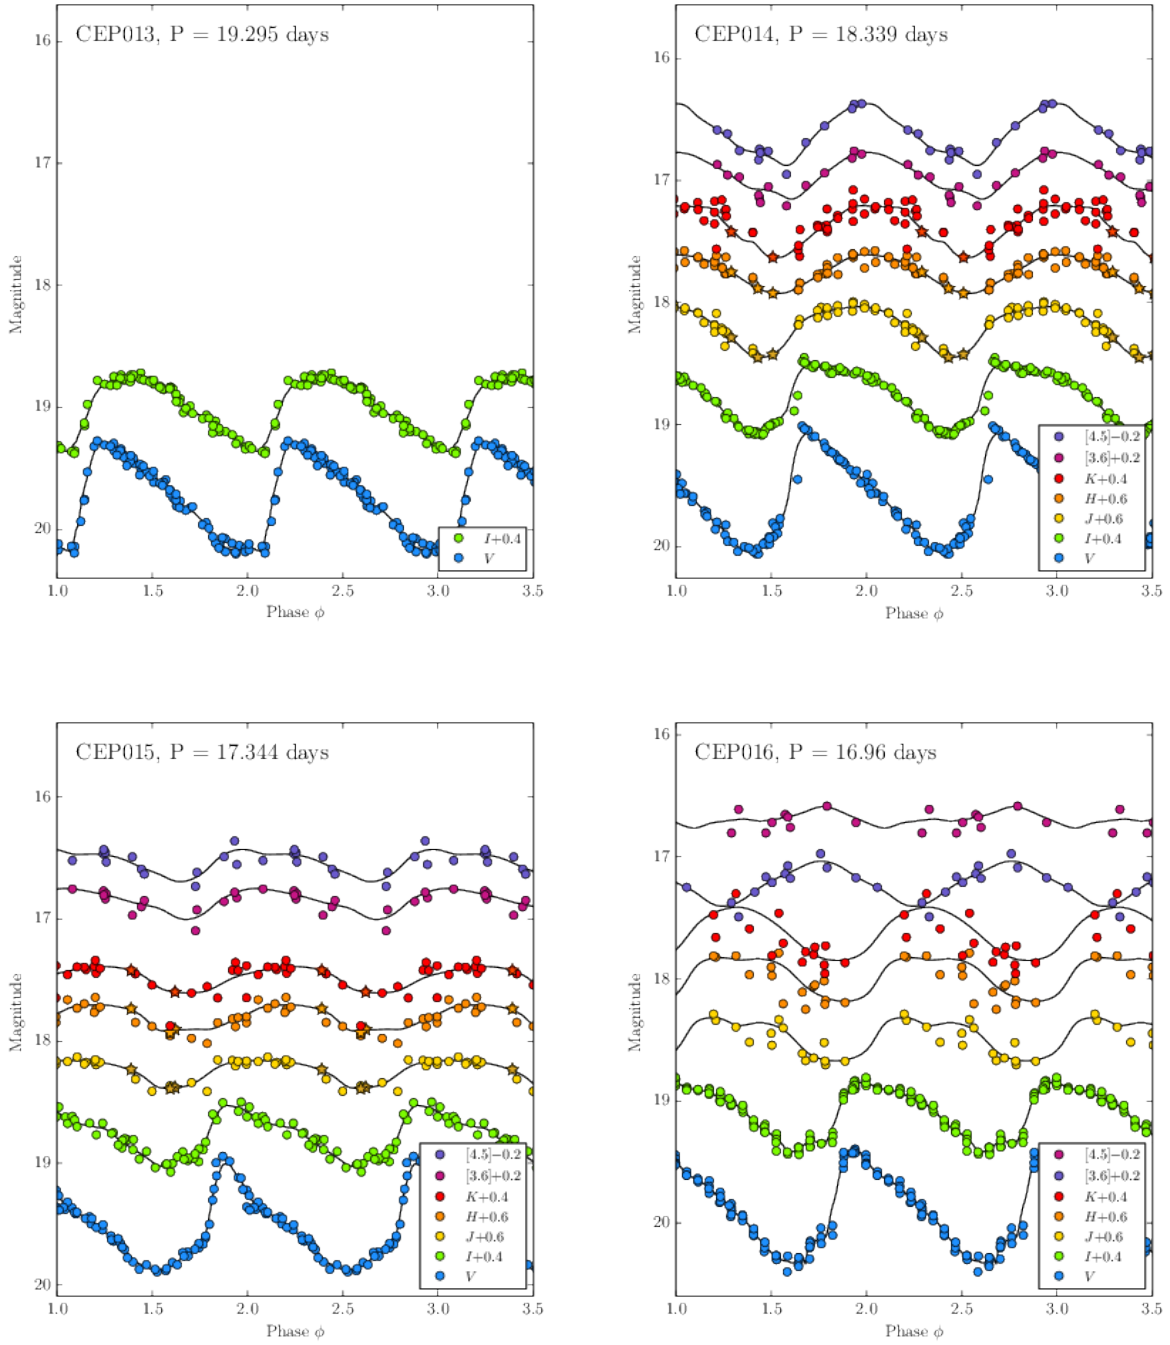 CEP013, P = 19.295 days
16
17
18
19
20
Magnitude
I+0.4
V
1.0 1.5 2.0 2.5 3.0 3.5
Phase ϕ
CEP014, P = 18.339 days
16
17
18
19
20
Magnitude
[4.5]−0.2
[3.6]+0.2
K+0.4
H+0.6
J+0.6
I+0.4
V
1.0 1.5 2.0 2.5 3.0 3.5
Phase ϕ
CEP015, P = 17.344 days
16
17
18
19
20
Magnitude
[4.5]−0.2
[3.6]+0.2
K+0.4
H+0.6
J+0.6
I+0.4
V
1.0 1.5 2.0 2.5 3.0 3.5
Phase ϕ
CEP016, P = 16.96 days
16
17
18
19
20
Magnitude
[4.5]−0.2
[3.6]+0.2
K+0.4
H+0.6
J+0.6
I+0.4
V
1.0 1.5 2.0 2.5 3.0 3.5
Phase ϕ